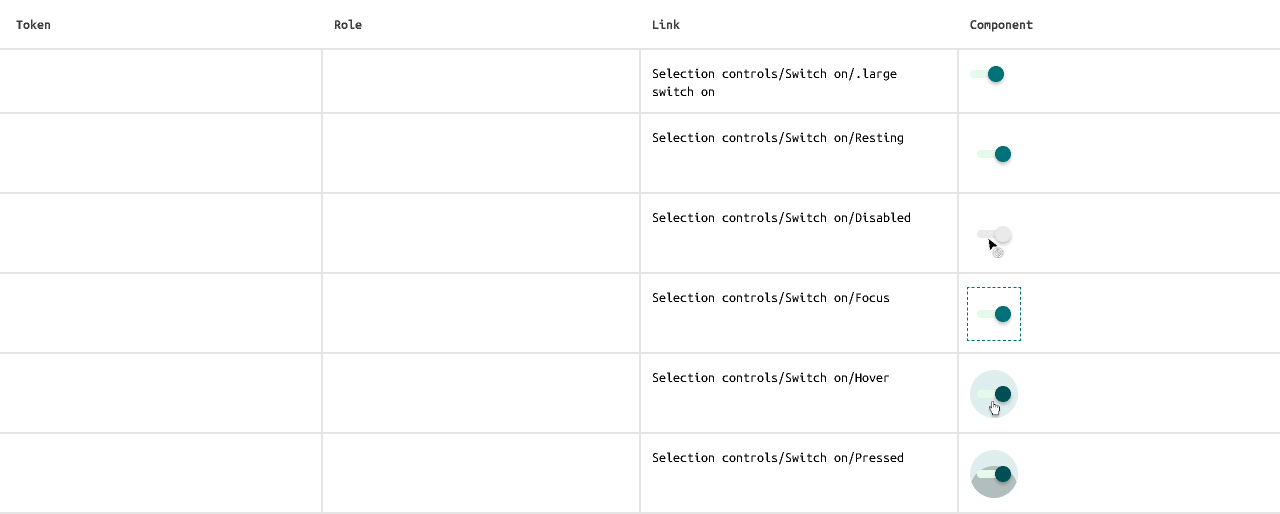 Token Role Link Component
Selection controls/Switch on/.large
switch on
Selection controls/Switch on/Resting
Selection controls/Switch on/Disabled
Selection controls/Switch on/Focus
Selection controls/Switch on/Hover
Selection controls/Switch on/Pressed